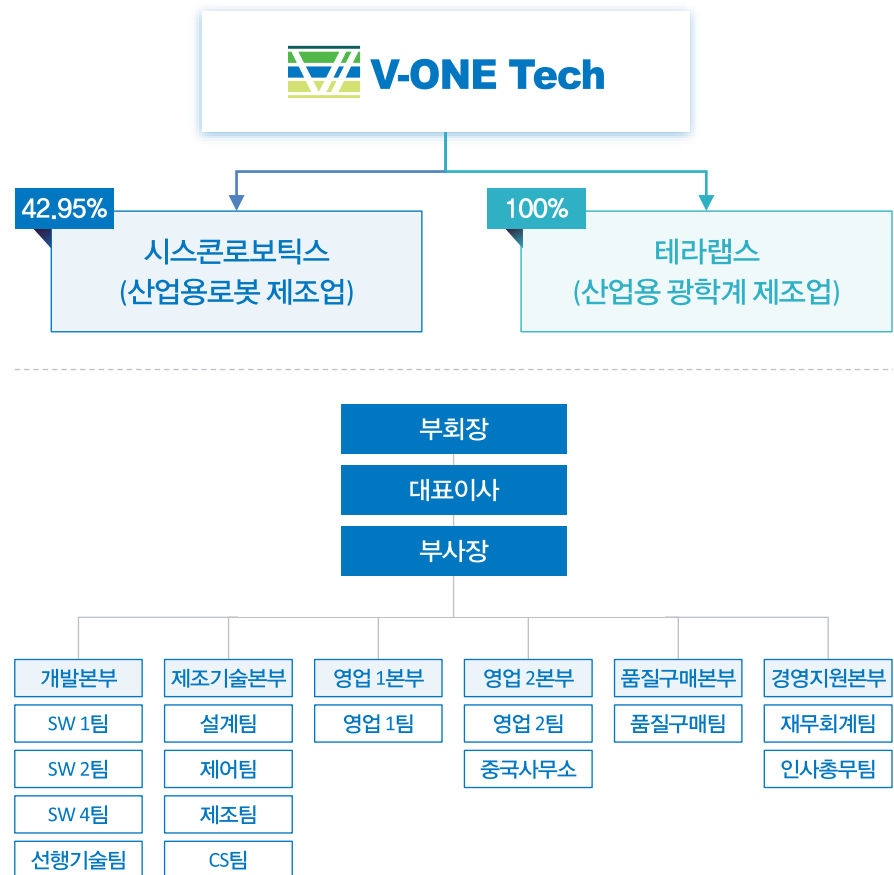 V-ONE Tech
42.95%
시스콘로보틱스
(산업용로봇 제조업)
100%
테라랩스
(산업용 광학계 제조업)
부회장
대표이사
부사장
개발본부
제조기술본부
영업 1본부
영업 2본부
품질구매본부
경영지원본부
SW 1팀
설계팀
영업 1팀
영업 2팀
품질구매팀
재무회계팀
SW 2팀
제어팀
중국사무소
인사총무팀
SW 4팀
제조팀
선행기술팀
CS팀